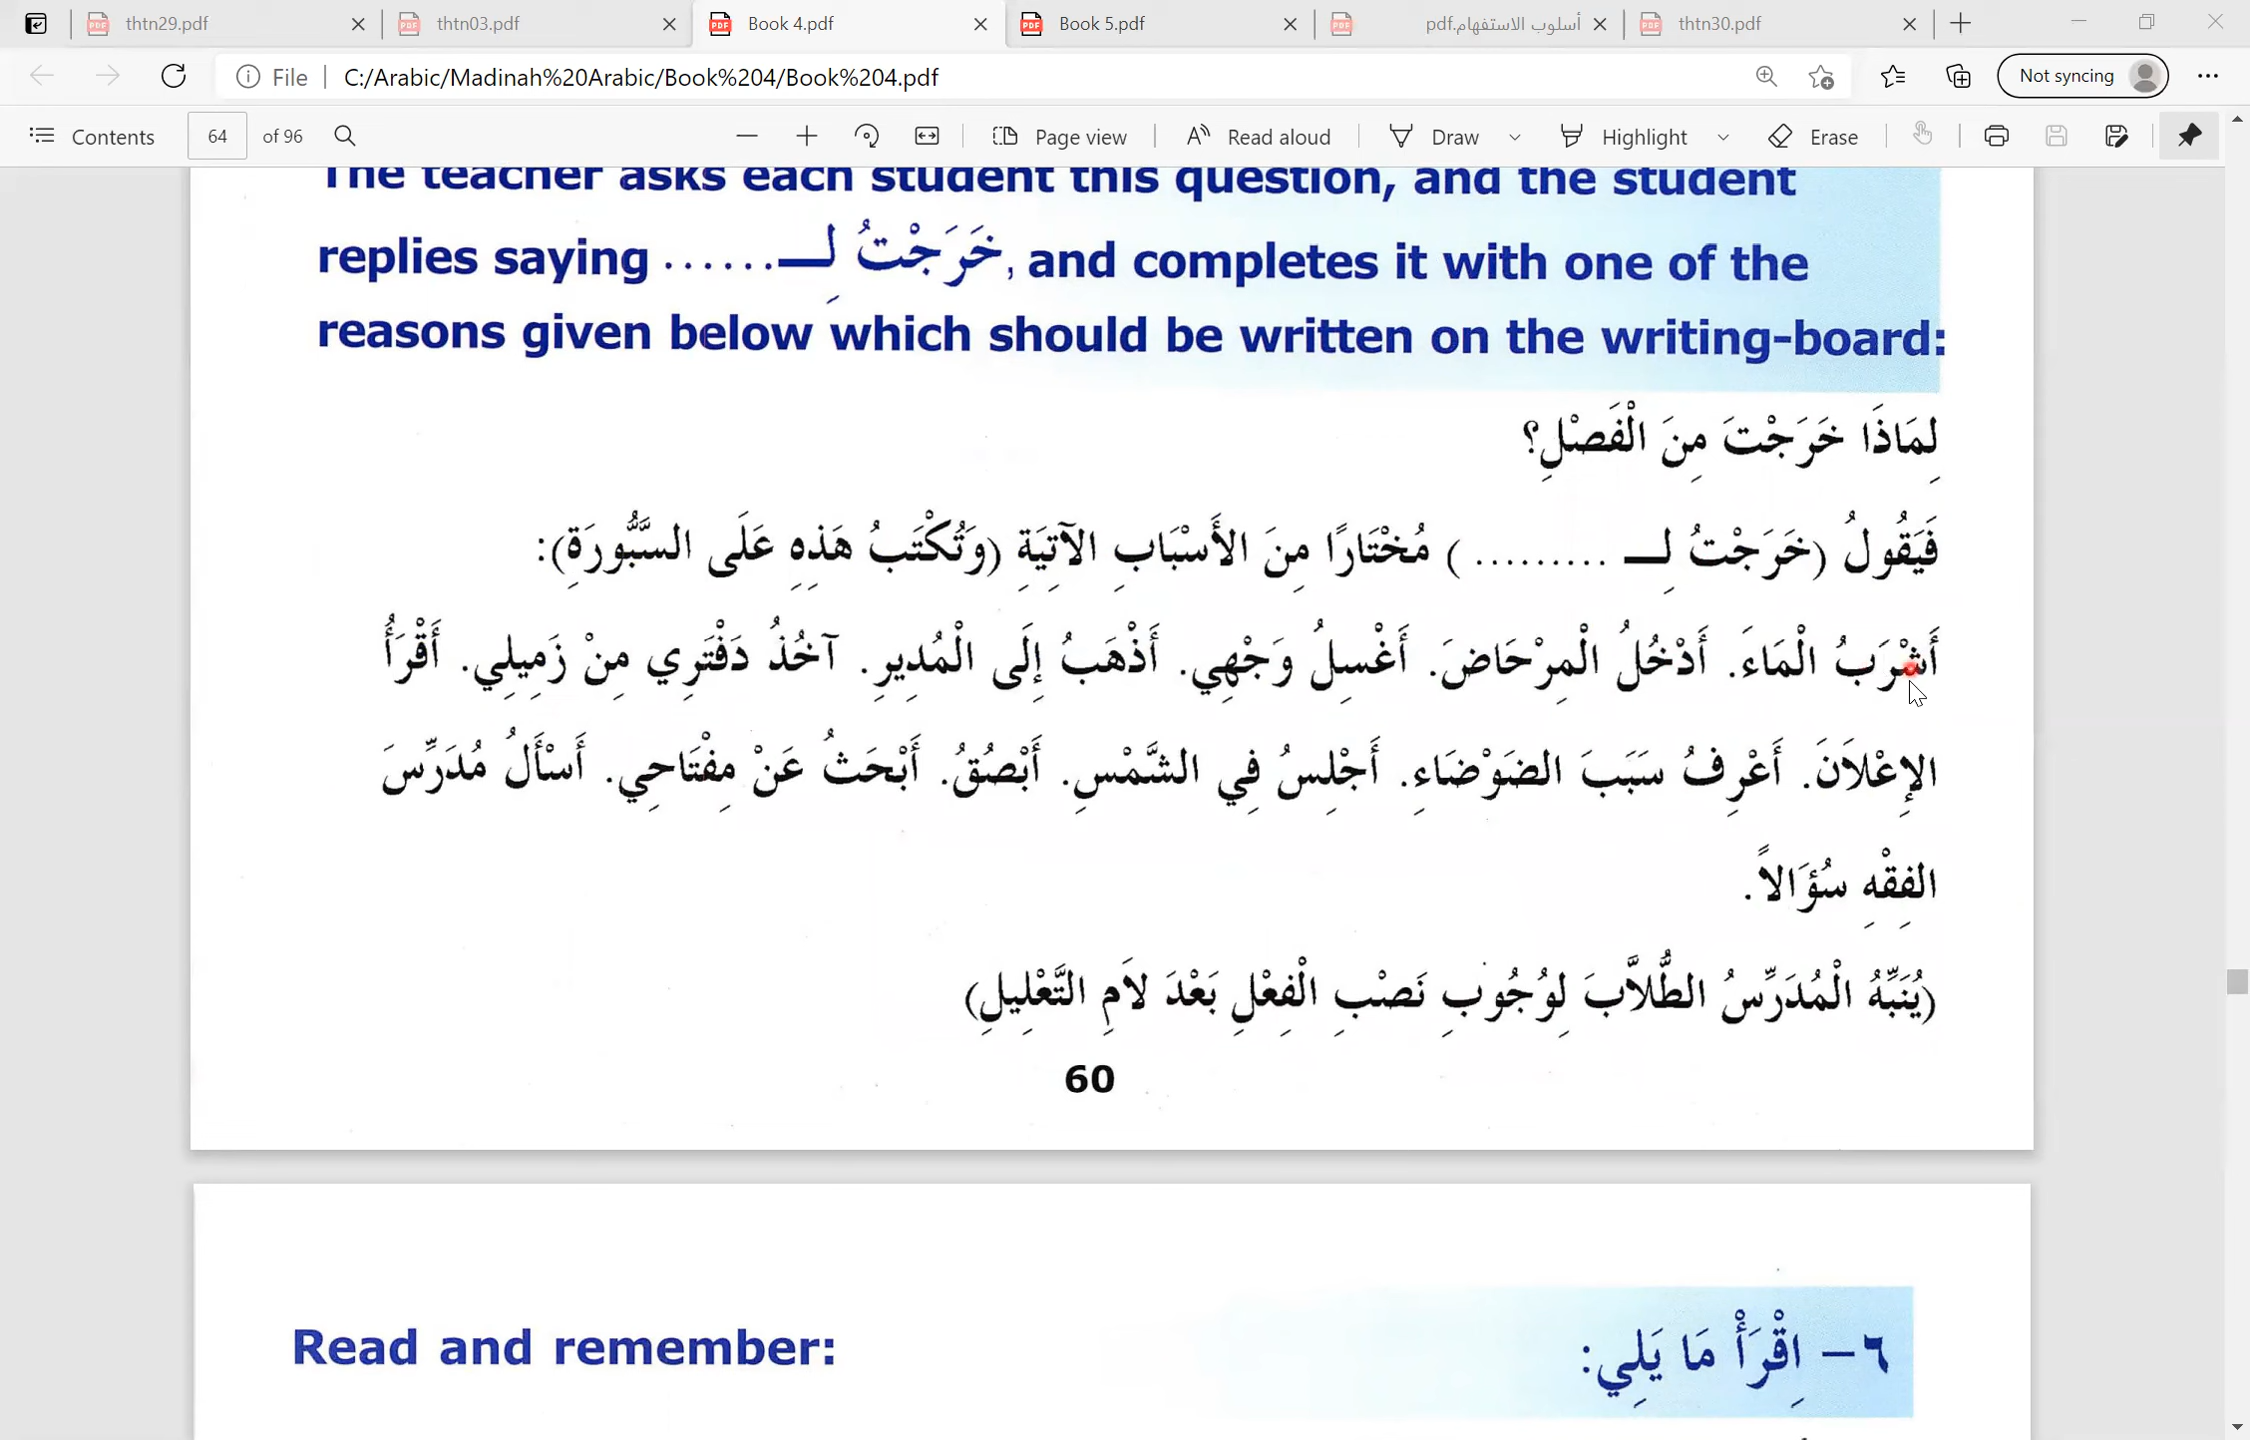 thtn29.pdf
thtn03.pdf
Book 4.pdf
Book 5.pdf
أسلوب الاستفهام.pdf
thtn30.pdf
File
C:/Arabic/Madinah%20Arabic/Book%204/Book%204.pdf
Not syncing
Contents
64 of 96
Page view
Read aloud
Draw
Highlight
Erase
The teacher asks each student this question, and the student
replies saying ......خَرَجْتُ لِـ, and completes it with one of the
reasons given below which should be written on the writing-board:
لِمَاذَا خَرَجْتَ مِنَ الْفَصْلِ؟
فَيَقُولُ (خَرَجْتُ لِـ .........) مُخْتَارًا مِنَ الأَسْبَابِ الآتِيَةِ (وَتُكْتَبُ هَذِهِ عَلَى السَّبُّورَةِ):
أَشْرَبُ الْمَاءَ. أَدْخُلُ الْمِرْحَاضَ. أَغْسِلُ وَجْهِي. أَذْهَبُ إِلَى الْمُدِيرِ. آخُذُ دَفْتَرِي مِنْ زَمِيلِي. أَقْرَأُ
الإِعْلاَنَ. أَعْرِفُ سَبَبَ الضَوْضَاءِ. أَجْلِسُ فِي الشَّمْسِ. أَبْصُقُ. أَبْحَثُ عَنْ مِفْتَاحِي. أَسْأَلُ مُدَرِّسَ
الفِقْهِ سُؤَالاً.
(يُنَبِّهُ الْمُدَرِّسُ الطُّلاَّبَ لِوُجُوبِ نَصْبِ الْفِعْلِ بَعْدَ لاَمِ التَّعْلِيلِ)
60
Read and remember:
٦– اِقْرَأْ مَا يَلِي: